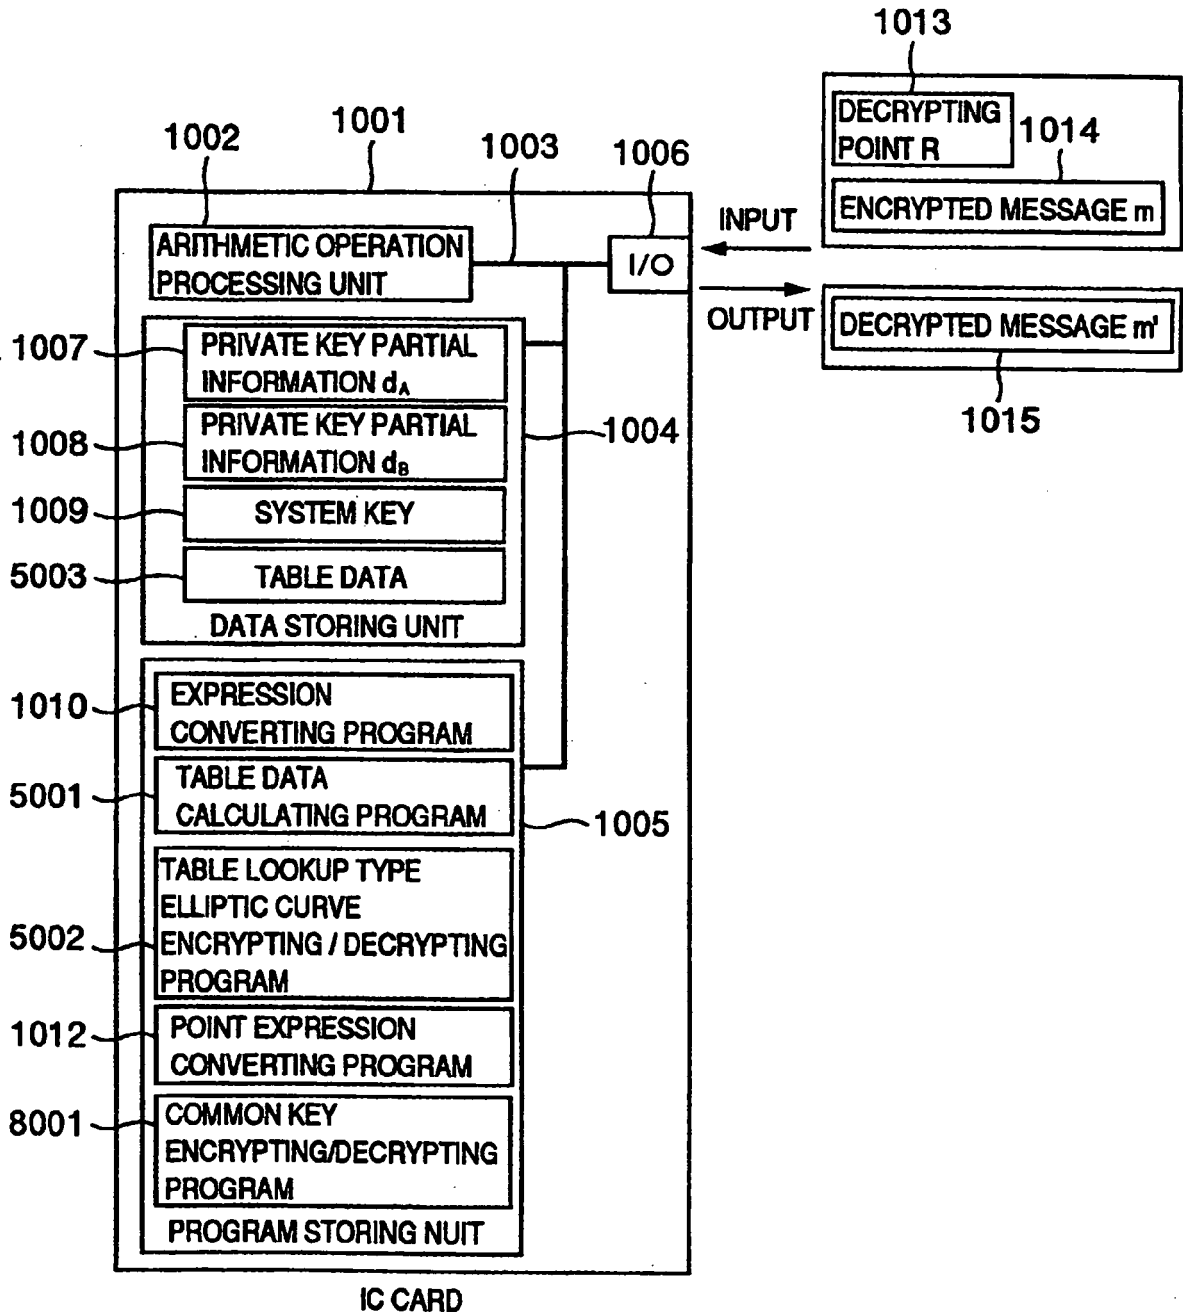 1013
DECRYPTING
POINT R
1014
ENCRYPTED MESSAGE m
1001
1002
1003
1006
INPUT
ARITHMETIC OPERATION
PROCESSING UNIT
I/O
OUTPUT
DECRYPTED MESSAGE m'
1015
1007
PRIVATE KEY PARTIAL
INFORMATION dA
1004
1008
PRIVATE KEY PARTIAL
INFORMATION dB
1009
SYSTEM KEY
5003
TABLE DATA
DATA STORING UNIT
1010
EXPRESSION
CONVERTING PROGRAM
5001
TABLE DATA
CALCULATING PROGRAM
1005
5002
TABLE LOOKUP TYPE
ELLIPTIC CURVE
ENCRYPTING / DECRYPTING
PROGRAM
1012
POINT EXPRESSION
CONVERTING PROGRAM
8001
COMMON KEY
ENCRYPTING/DECRYPTING
PROGRAM
PROGRAM STORING NUIT
IC CARD